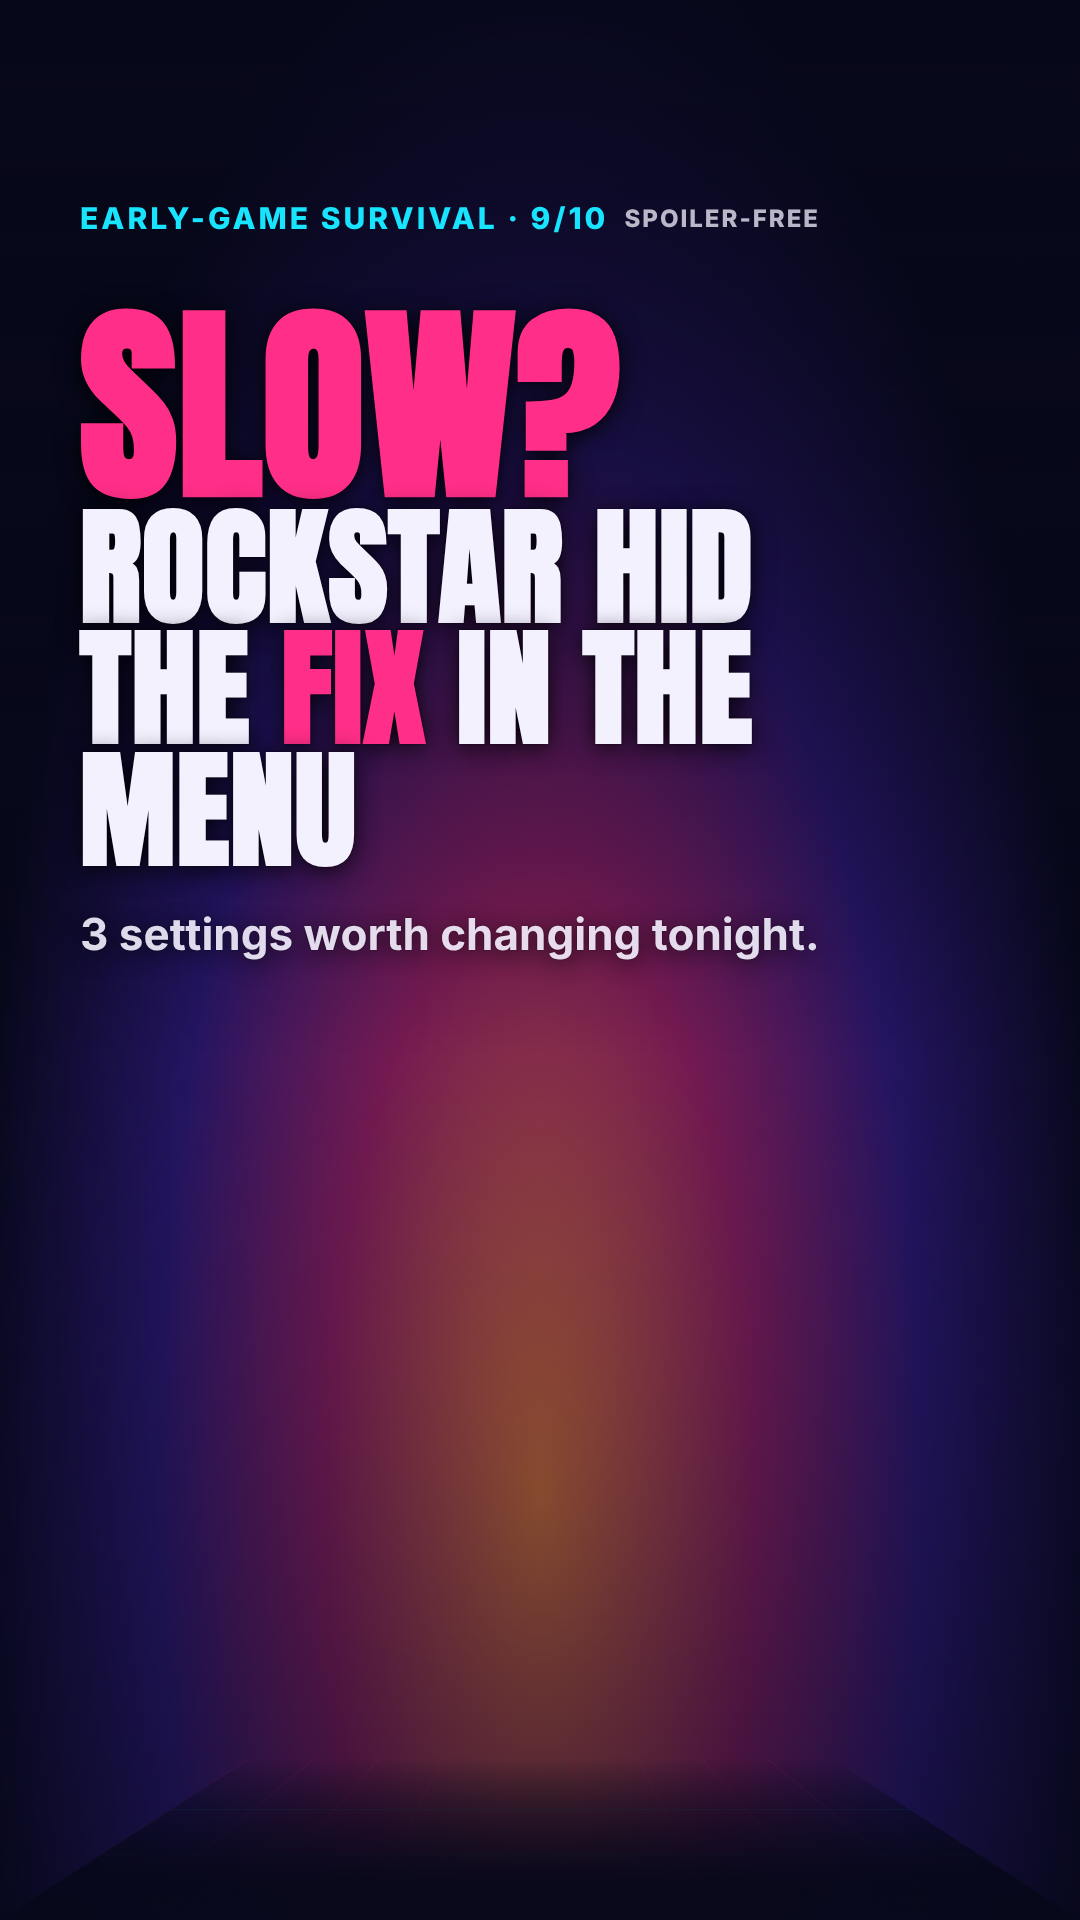 EARLY-GAME SURVIVAL · 9/10 SPOILER-FREE
SLOW?
ROCKSTAR HID
THE FIX IN THE
MENU
3 settings worth changing tonight.